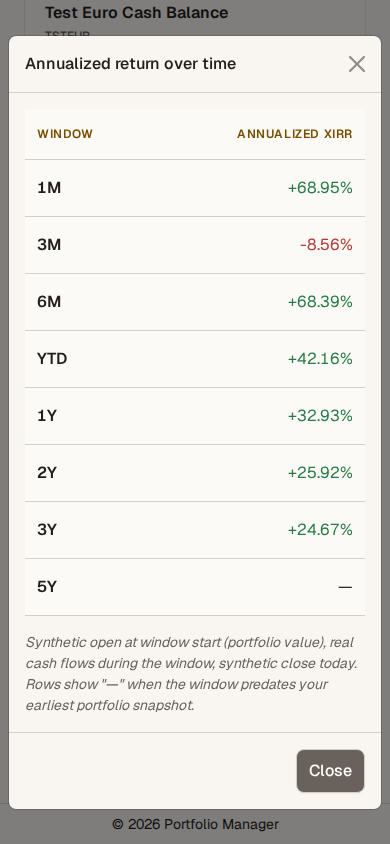 Test Euro Cash Balance
TSTEUR
Annualized return over time
WINDOW ANNUALIZED XIRR
1M +68.95%
3M -8.56%
6M +68.39%
YTD +42.16%
1Y +32.93%
2Y +25.92%
3Y +24.67%
5Y —
Synthetic open at window start (portfolio value), real
cash flows during the window, synthetic close today.
Rows show "—" when the window predates your
earliest portfolio snapshot.
Close
© 2026 Portfolio Manager